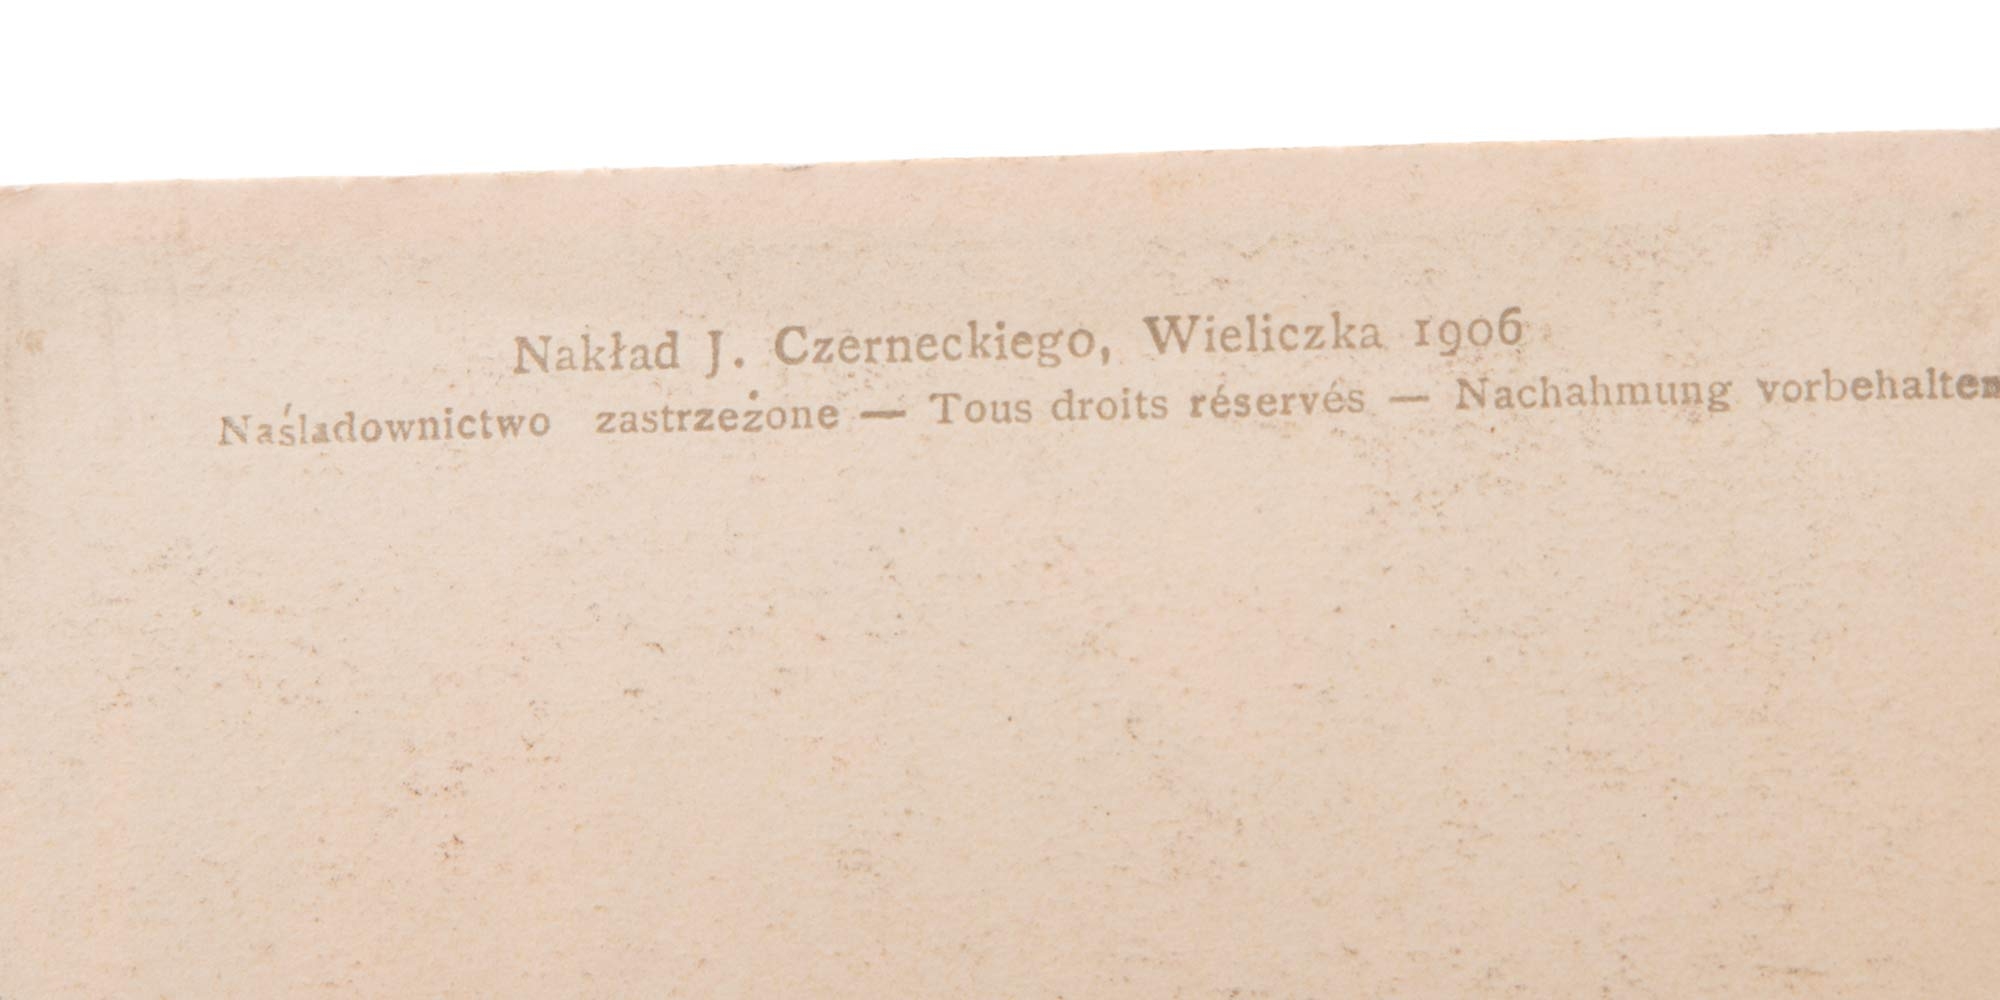 Nakład J. Czerneckiego, Wieliczka 1906
Naśladownictwo zastrzeżone — Tous droits réservés — Nachahmung vorbehalten